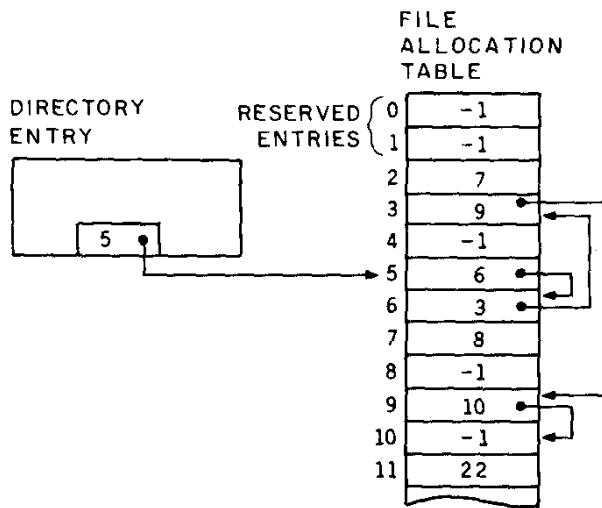 FILE
ALLOCATION
TABLE
DIRECTORY
ENTRY
5
RESERVED
ENTRIES
0 -1
1 -1
2 7
3 9
4 -1
5 6
6 3
7 8
8 -1
9 10
10 -1
11 22